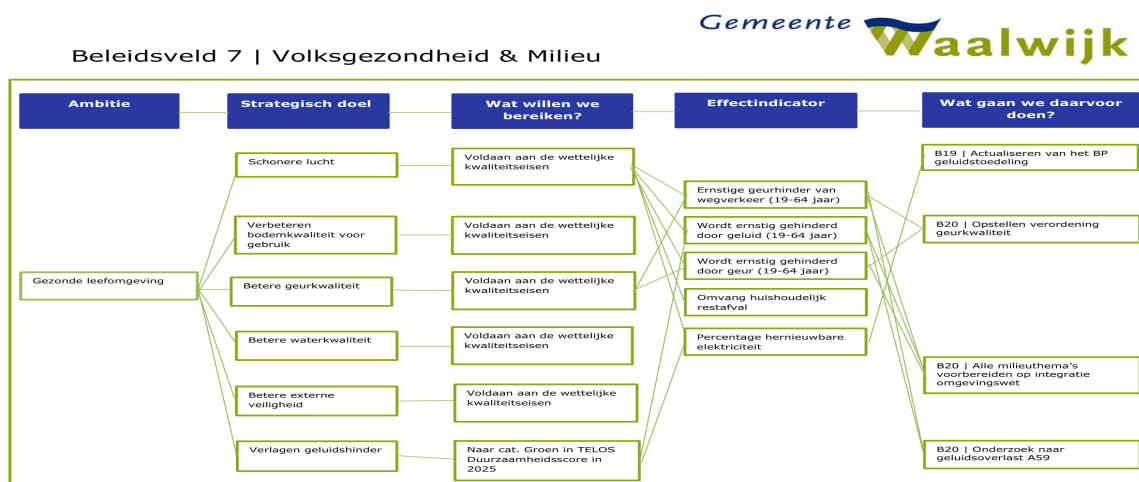 Gemeente
Waalwijk
Beleidsveld 7 | Volksgezondheid & Milieu
Ambitie
Strategisch doel
Wat willen we
bereiken?
Effectindicator
Wat gaan we daarvoor
doen?
Gezonde leefomgeving
Schonere lucht
Verbeteren
bodemkwaliteit voor
gebruik
Betere geurkwaliteit
Betere waterkwaliteit
Betere externe
veiligheid
Verlagen geluidshinder
Voldaan aan de wettelijke
kwaliteitseisen
Voldaan aan de wettelijke
kwaliteitseisen
Voldaan aan de wettelijke
kwaliteitseisen
Voldaan aan de wettelijke
kwaliteitseisen
Voldaan aan de wettelijke
kwaliteitseisen
Naar cat. Groen in TELOS
Duurzaamheidsscore in
2025
Ernstige geurhinder van
wegverkeer (19-64 jaar)
Wordt ernstig gehinderd
door geluid (19-64 jaar)
Wordt ernstig gehinderd
door geur (19-64 jaar)
Omvang huishoudelijk
restafval
Percentage hernieuwbare
elektriciteit
B19 | Actualiseren van het BP
geluidstoedeling
B20 | Opstellen verordening
geurkwaliteit
B20 | Alle milieuthema's
voorbereiden op integratie
omgevingswet
B20 | Onderzoek naar
geluidsoverlast A59